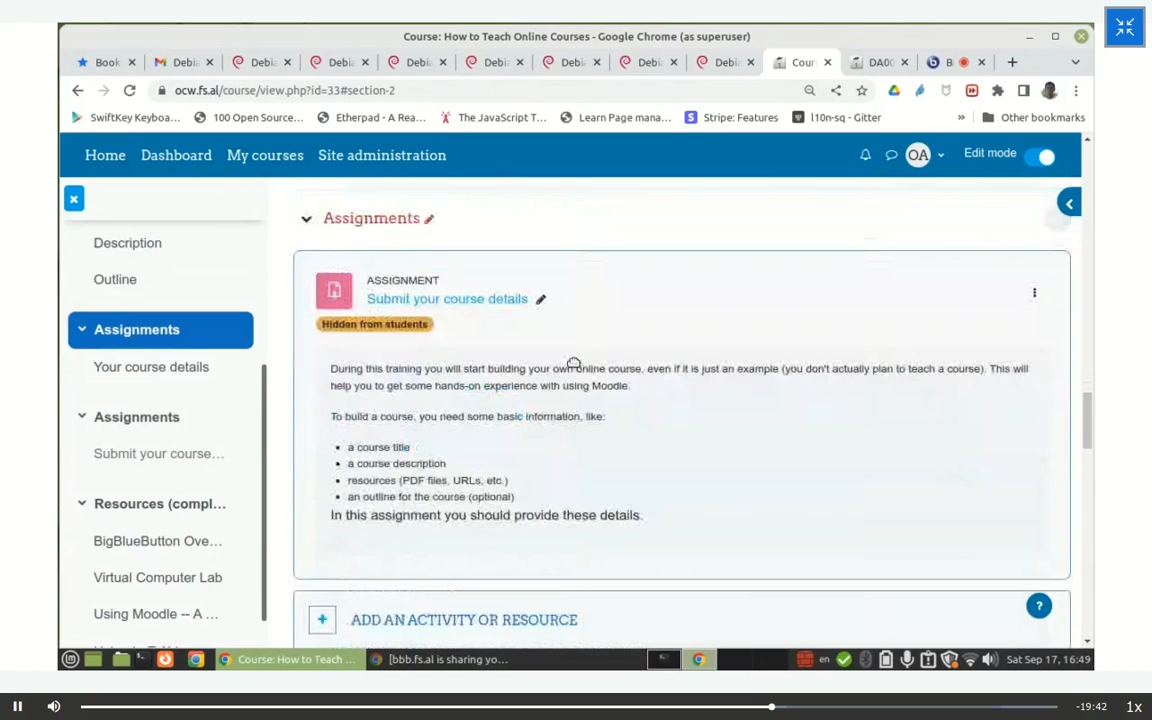 Course: How to Teach Online Courses - Google Chrome (as superuser)
Book Debia Debia Debia Debia Debia Debia Debia Debia Cour DA00 B
ocw.fs.al/course/view.php?id=33#section-2
SwiftKey Keyboa... 100 Open Source... Etherpad - A Rea... The JavaScript T... Learn Page mana... Stripe: Features l10n-sq - Gitter » Other bookmarks
Home Dashboard My courses Site administration OA Edit mode
Description
Outline
Assignments
Your course details
Assignments
Submit your course...
Resources (compl...
BigBlueButton Ove...
Virtual Computer Lab
Using Moodle -- A ...
Assignments
ASSIGNMENT
Submit your course details
Hidden from students
During this training you will start building your own online course, even if it is just an example (you don't actually plan to teach a course). This will
help you to get some hands-on experience with using Moodle.
To build a course, you need some basic information, like:
• a course title
• a course description
• resources (PDF files, URLs, etc.)
• an outline for the course (optional)
In this assignment you should provide these details.
+ ADD AN ACTIVITY OR RESOURCE
?
Course: How to Teach ... [bbb.fs.al is sharing yo... en Sat Sep 17, 16:49
-19:42 1x